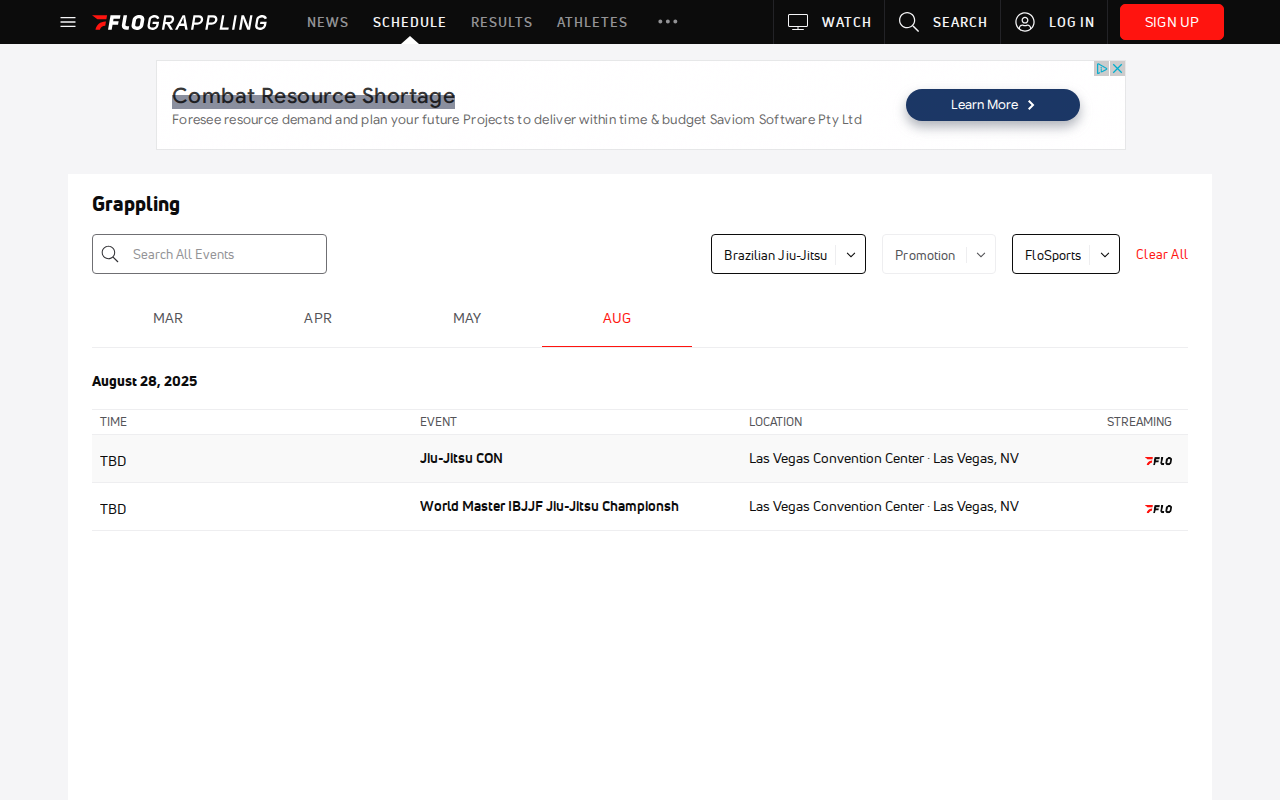 FLOGRAPPLING NEWS SCHEDULE RESULTS ATHLETES WATCH SEARCH LOG IN SIGN UP
Combat Resource Shortage
Foresee resource demand and plan your future Projects to deliver within time & budget Saviom Software Pty Ltd
Learn More
Grappling
Search All Events Brazilian Jiu-Jitsu Promotion FloSports Clear All
MAR APR MAY AUG
August 28, 2025
TIME EVENT LOCATION STREAMING
TBD Jiu-Jitsu CON Las Vegas Convention Center · Las Vegas, NV FLO
TBD World Master IBJJF Jiu-Jitsu Championsh Las Vegas Convention Center · Las Vegas, NV FLO